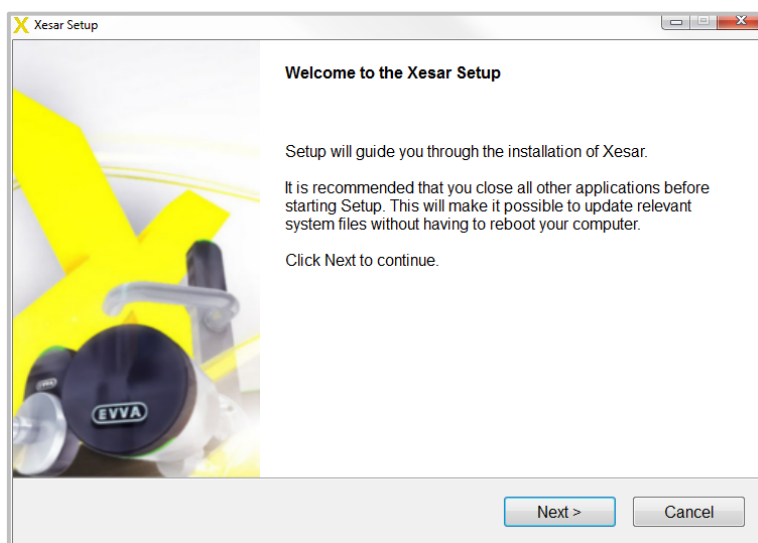 Xesar Setup
Welcome to the Xesar Setup
Setup will guide you through the installation of Xesar.
It is recommended that you close all other applications before
starting Setup. This will make it possible to update relevant
system files without having to reboot your computer.
Click Next to continue.
EVVA
EVVA
Next >
Cancel